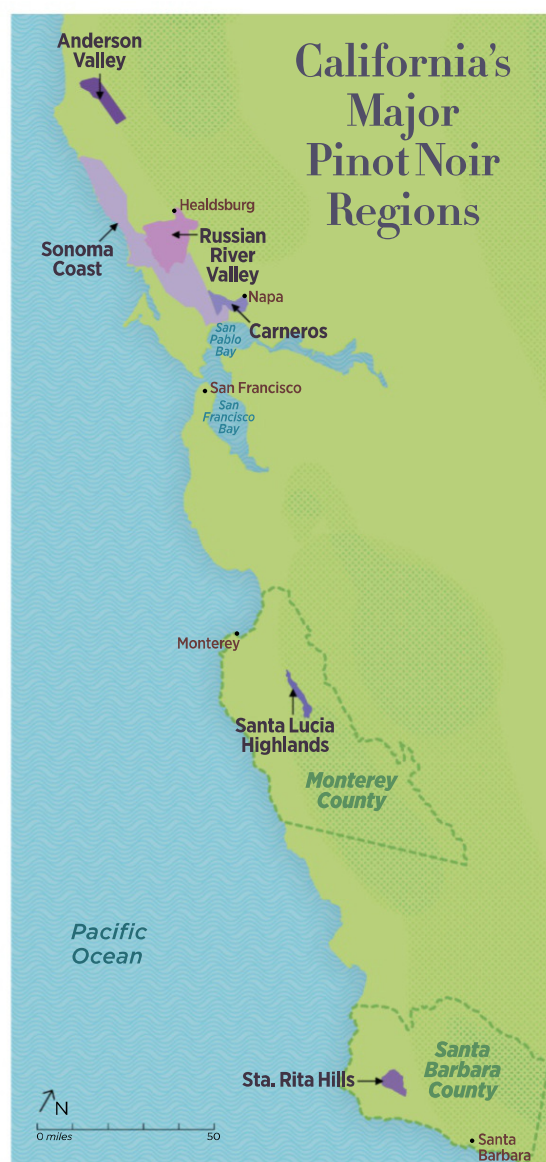 California's
Major
Pinot Noir
Regions
Anderson
Valley
Healdsburg
Sonoma
Coast
Russian
River
Valley
Napa
Carneros
San
Pablo
Bay
San Francisco
San
Francisco
Bay
Monterey
Santa Lucia
Highlands
Monterey
County
Pacific
Ocean
Santa
Barbara
County
Sta. Rita Hills
N
0 miles 50
Santa
Barbara